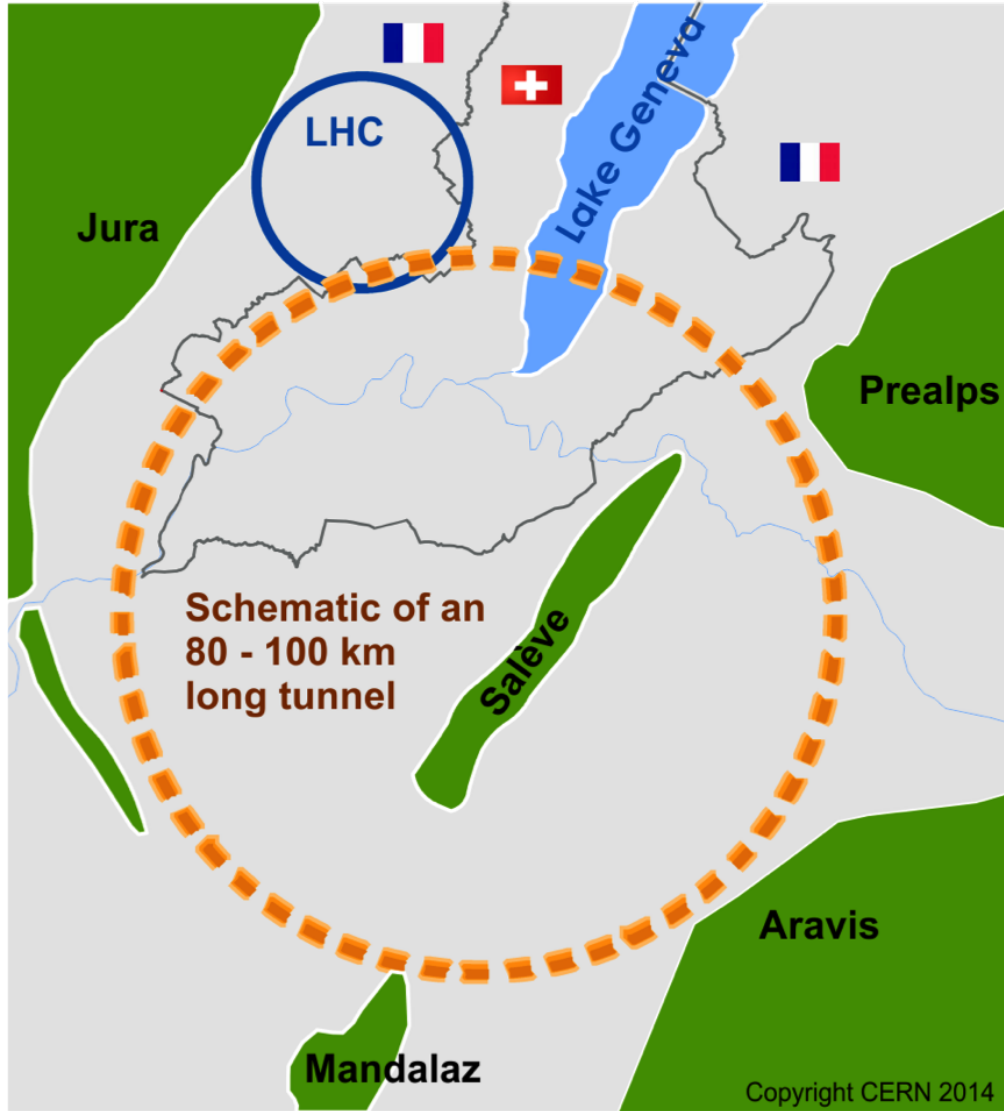 LHC
Lake Geneva
Jura
Prealps
Schematic of an
80 - 100 km
long tunnel
Salève
Aravis
Mandalaz
Copyright CERN 2014